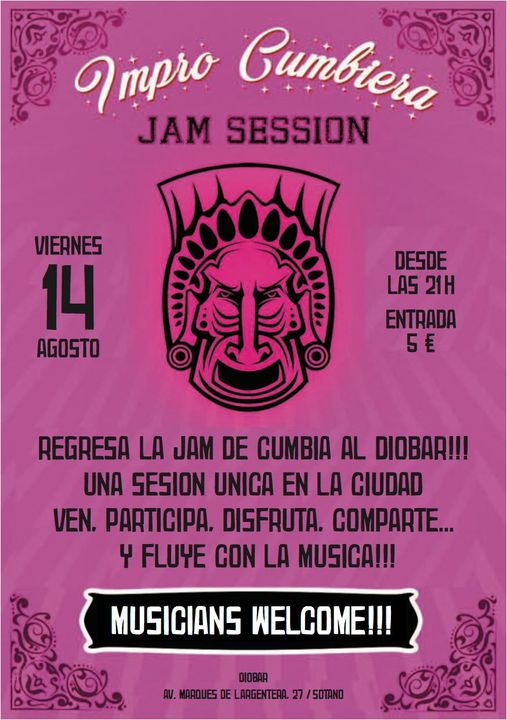 Impro Cumbiera
JAM SESSION
VIERNES
14
AGOSTO
DESDE
LAS 21H
ENTRADA
5 €
REGRESA LA JAM DE CUMBIA AL DIOBAR!!!
UNA SESION UNICA EN LA CIUDAD
VEN, PARTICIPA, DISFRUTA, COMPARTE...
Y FLUYE CON LA MUSICA!!!
MUSICIANS WELCOME!!!
DIOBAR
AV. MARQUES DE LARGENTERA, 27 / SOTANO